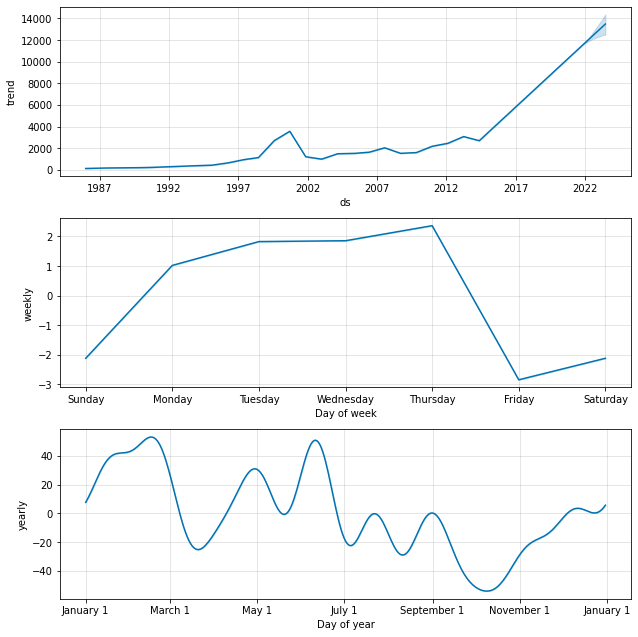 14000
12000
10000
8000
6000
4000
2000
0
trend
1987 1992 1997 2002 2007 2012 2017 2022
ds
2
1
0
−1
−2
−3
weekly
Sunday Monday Tuesday Wednesday Thursday Friday Saturday
Day of week
40
20
0
−20
−40
yearly
January 1 March 1 May 1 July 1 September 1 November 1 January 1
Day of year